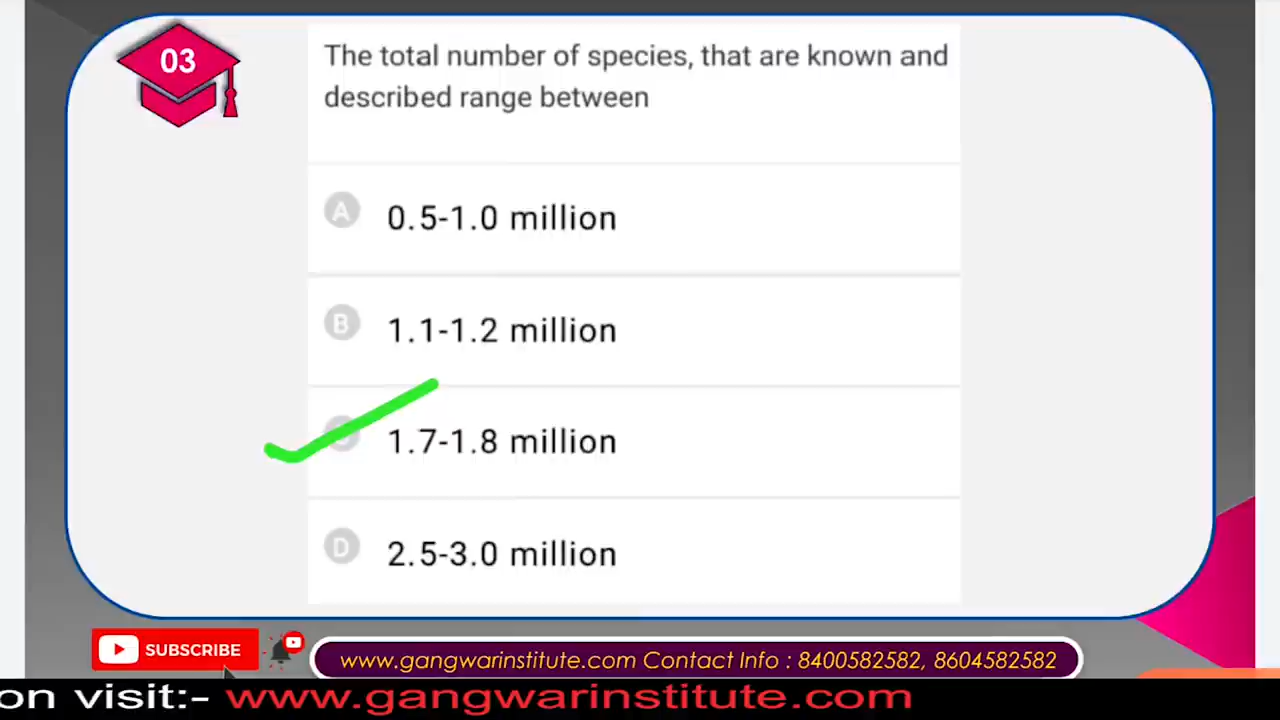 03
The total number of species, that are known and
described range between
A 0.5-1.0 million
B 1.1-1.2 million
1.7-1.8 million
D 2.5-3.0 million
SUBSCRIBE
www.gangwarinstitute.com Contact Info : 8400582582, 8604582582
on visit:- www.gangwarinstitute.com